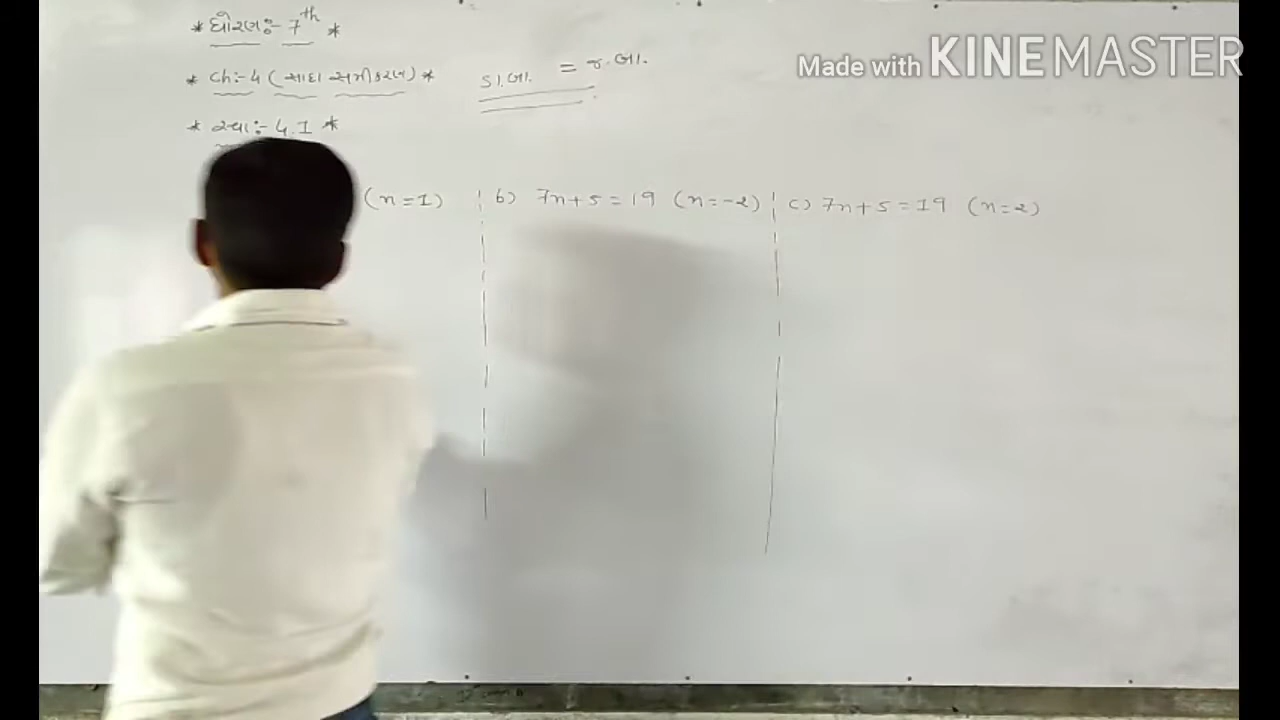 * ધોરણ:- 7th *
* Ch:- 4 ( સાદા સમીકરણ ) *
ડા.બા. = જ.બા.
* સ્વા:- 4.1 *
(n = 1)
b) 7n + 5 = 19 (n = -2)
c) 7n + 5 = 19 (n = 2)
Made with KINEMASTER